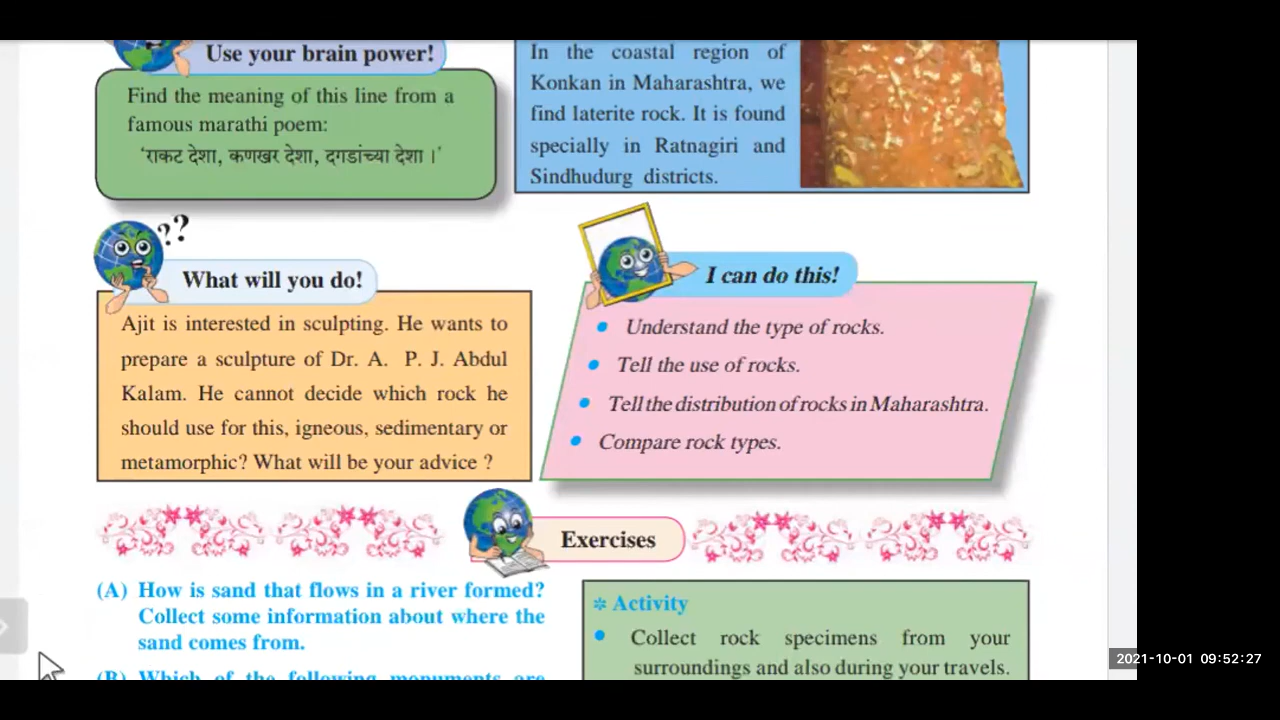 Use your brain power!
Find the meaning of this line from a
famous marathi poem:
‘राकट देशा, कणखर देशा, दगडांच्या देशा ।’
In the coastal region of
Konkan in Maharashtra, we
find laterite rock. It is found
specially in Ratnagiri and
Sindhudurg districts.
??
What will you do!
Ajit is interested in sculpting. He wants to
prepare a sculpture of Dr. A. P. J. Abdul
Kalam. He cannot decide which rock he
should use for this, igneous, sedimentary or
metamorphic? What will be your advice ?
I can do this!
• Understand the type of rocks.
• Tell the use of rocks.
• Tell the distribution of rocks in Maharashtra.
• Compare rock types.
Exercises
(A) How is sand that flows in a river formed?
Collect some information about where the
sand comes from.
(B) Which of the following monuments are
✲ Activity
• Collect rock specimens from your
surroundings and also during your travels.
2021-10-01 09:52:27